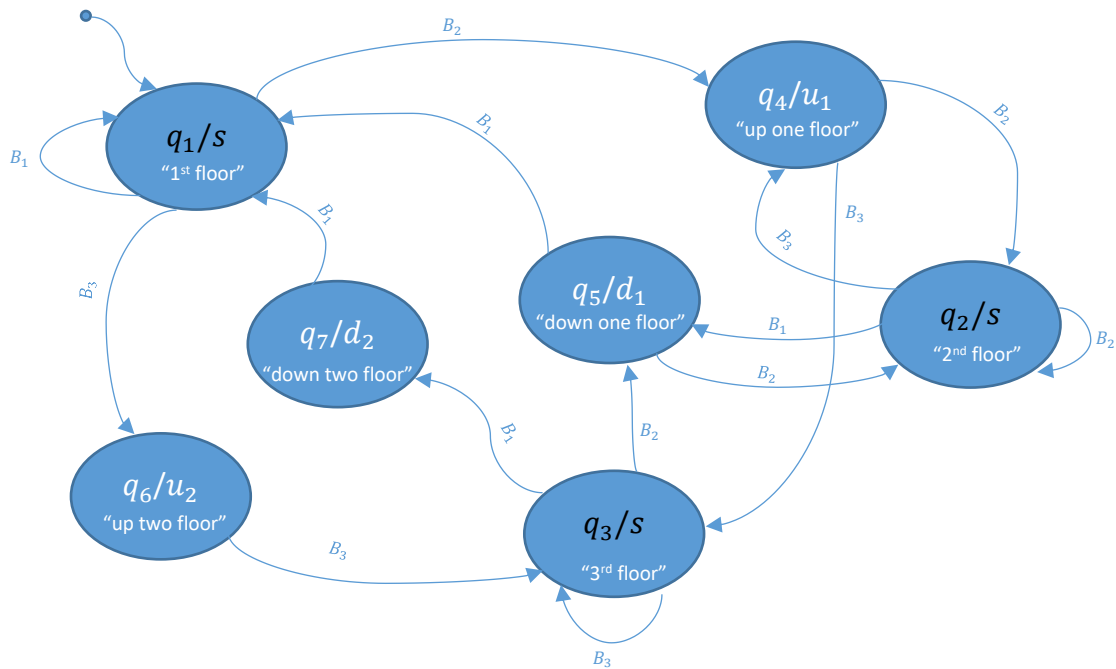 B₂
q₄/u₁
“up one floor”
q₁/s
“1ˢᵗ floor”
B₁
B₁
B₂
B₃
B₃
B₁
B₃
q₅/d₁
“down one floor”
q₂/s
“2ⁿᵈ floor”
B₁
B₂
B₂
q₇/d₂
“down two floor”
B₁
B₂
q₆/u₂
“up two floor”
q₃/s
“3ʳᵈ floor”
B₃
B₃